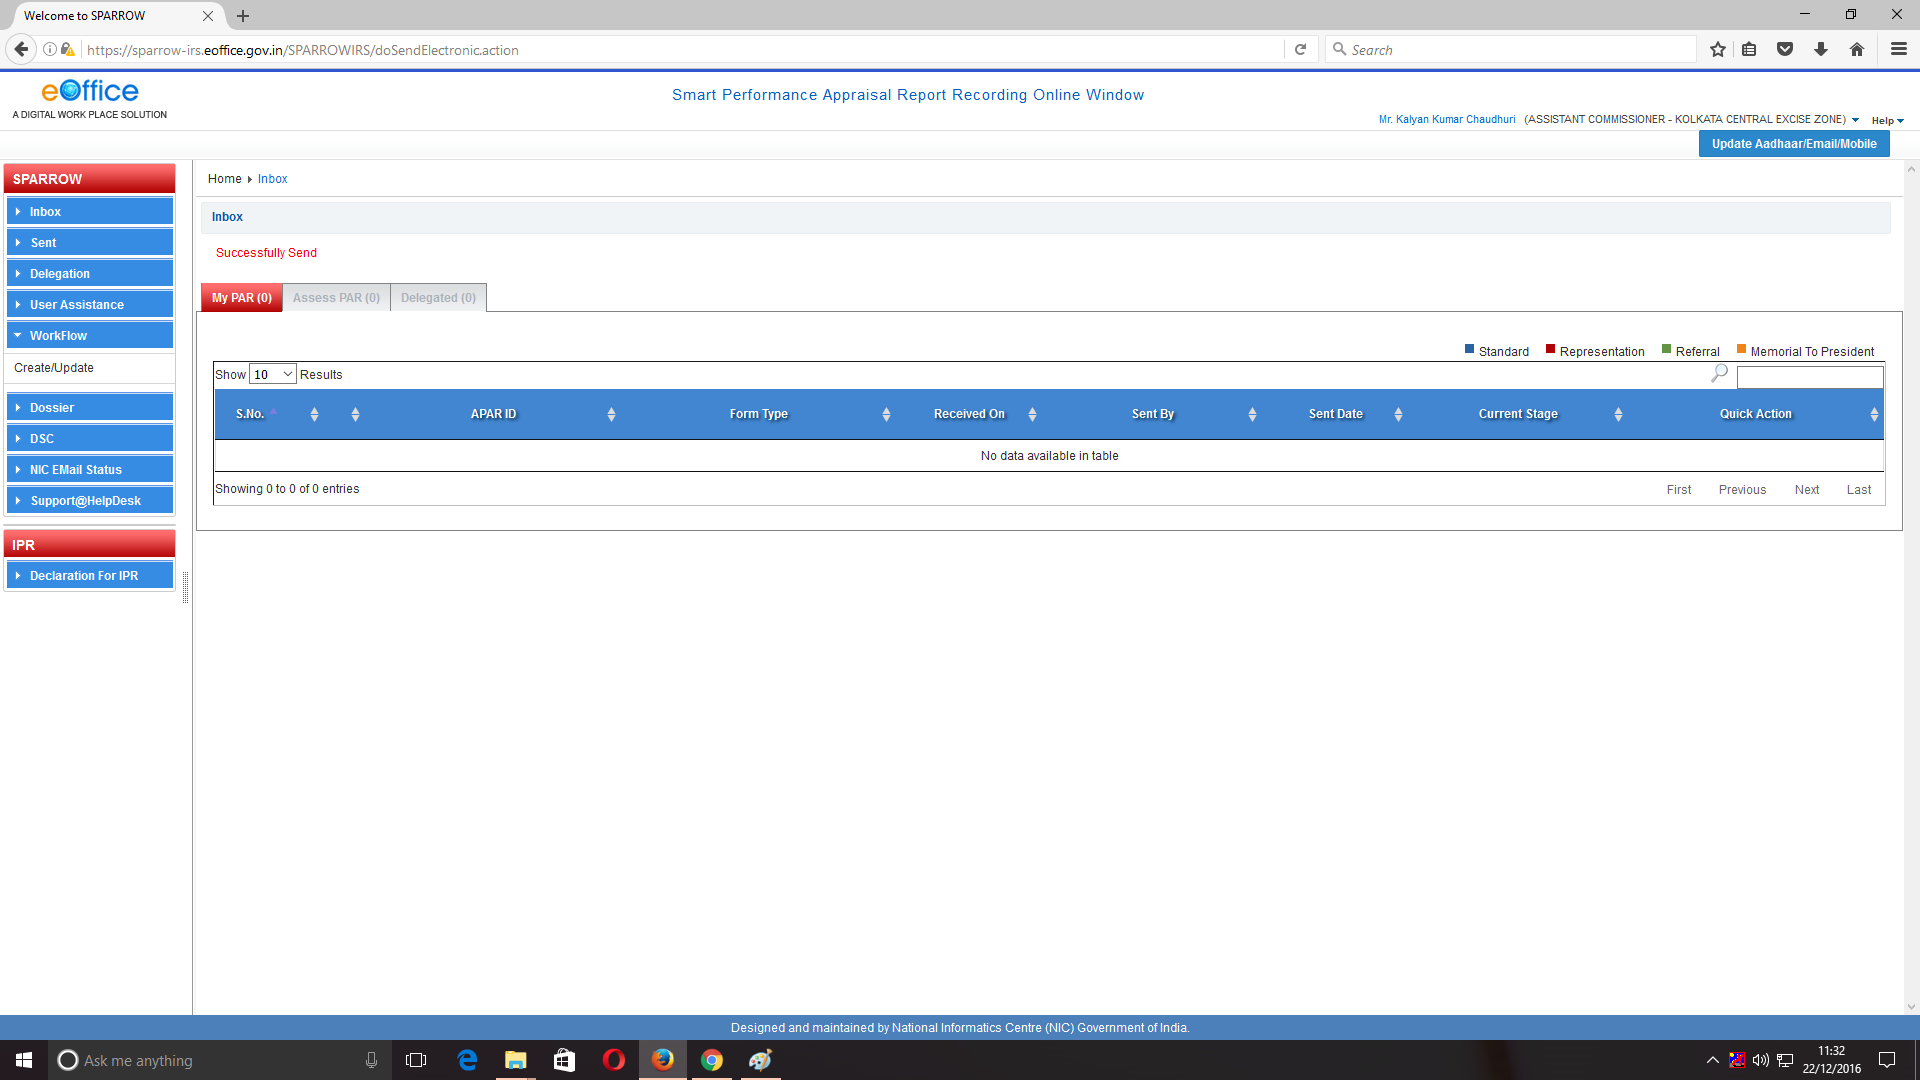 Welcome to SPARROW
https://sparrow-irs.eoffice.gov.in/SPARROWIRS/doSendElectronic.action
Search
eOffice
A DIGITAL WORK PLACE SOLUTION
Smart Performance Appraisal Report Recording Online Window
Mr. Kalyan Kumar Chaudhuri (ASSISTANT COMMISSIONER - KOLKATA CENTRAL EXCISE ZONE) Help
Update Aadhaar/Email/Mobile
SPARROW
Inbox
Sent
Delegation
User Assistance
WorkFlow
Create/Update
Dossier
DSC
NIC EMail Status
Support@HelpDesk
IPR
Declaration For IPR
Home Inbox
Inbox
Successfully Send
My PAR (0) Assess PAR (0) Delegated (0)
Standard Representation Referral Memorial To President
Show 10 Results
S.No. APAR ID Form Type Received On Sent By Sent Date Current Stage Quick Action
No data available in table
Showing 0 to 0 of 0 entries
First Previous Next Last
Designed and maintained by National Informatics Centre (NIC) Government of India.
Ask me anything
11:32
22/12/2016